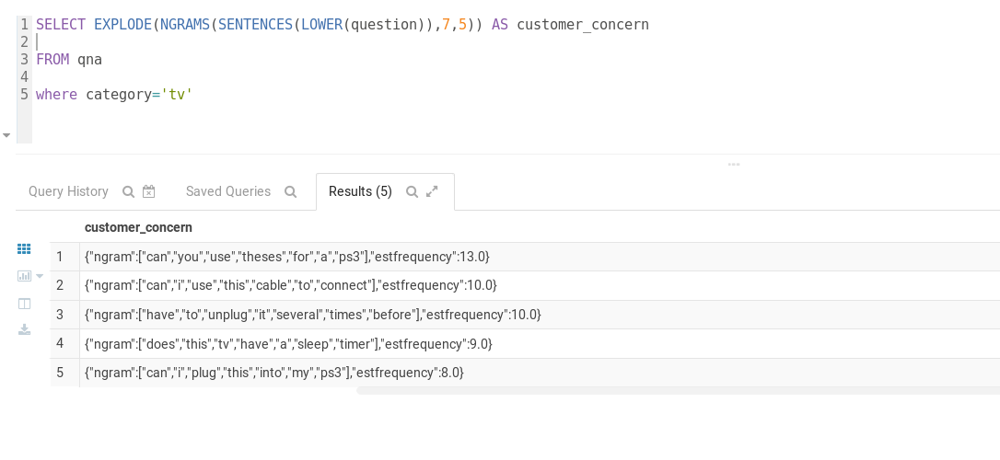 1 SELECT EXPLODE(NGRAMS(SENTENCES(LOWER(question)),7,5)) AS customer_concern
2
3 FROM qna
4
5 where category='tv'
Query History Saved Queries Results (5)
customer_concern
1 {"ngram":["can","you","use","theses","for","a","ps3"],"estfrequency":13.0}
2 {"ngram":["can","i","use","this","cable","to","connect"],"estfrequency":10.0}
3 {"ngram":["have","to","unplug","it","several","times","before"],"estfrequency":10.0}
4 {"ngram":["does","this","tv","have","a","sleep","timer"],"estfrequency":9.0}
5 {"ngram":["can","i","plug","this","into","my","ps3"],"estfrequency":8.0}